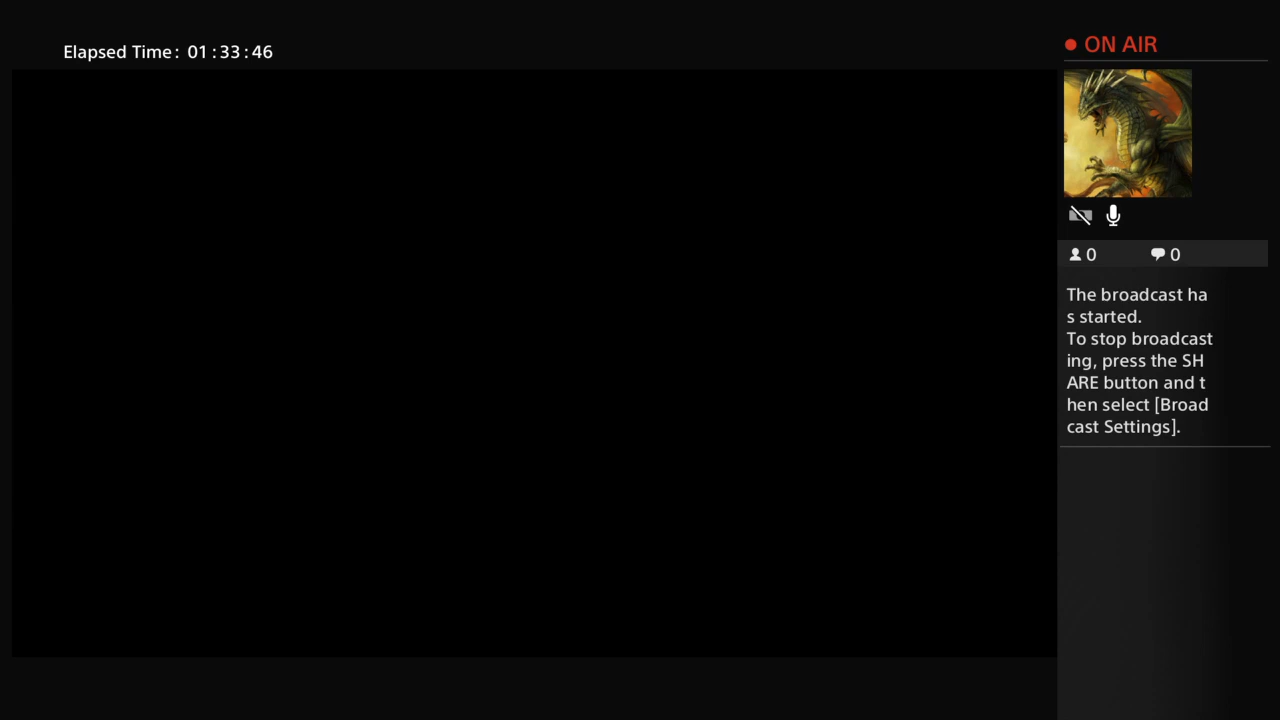 Elapsed Time: 01:33:46
ON AIR
0 0
The broadcast ha
s started.
To stop broadcast
ing, press the SH
ARE button and t
hen select [Broad
cast Settings].